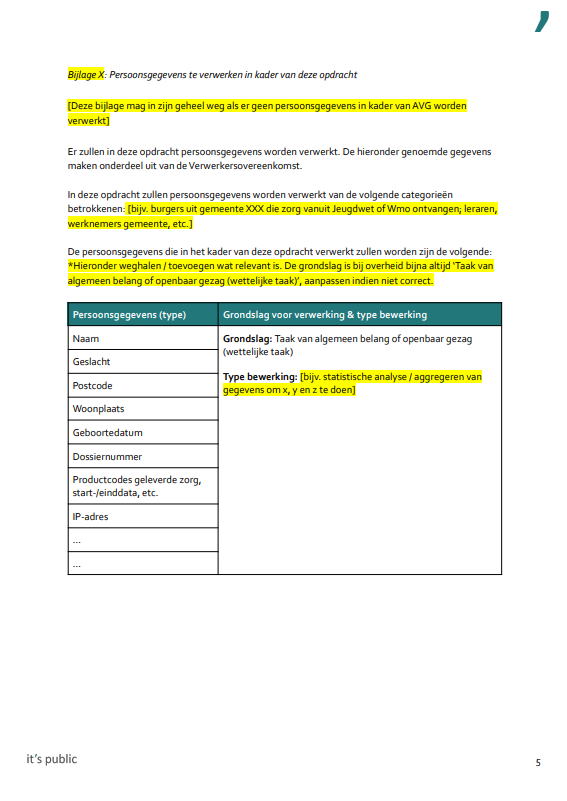 Bijlage X: Persoonsgegevens te verwerken in kader van deze opdracht
[Deze bijlage mag in zijn geheel weg als er geen persoonsgegevens in kader van AVG worden
verwerkt]
Er zullen in deze opdracht persoonsgegevens worden verwerkt. De hieronder genoemde gegevens
maken onderdeel uit van de Verwerkersovereenkomst.
In deze opdracht zullen persoonsgegevens worden verwerkt van de volgende categorieën
betrokkenen: [bijv. burgers uit gemeente XXX die zorg vanuit Jeugdwet of Wmo ontvangen; leraren,
werknemers gemeente, etc.]
De persoonsgegevens die in het kader van deze opdracht verwerkt zullen worden zijn de volgende:
*Hieronder weghalen / toevoegen wat relevant is. De grondslag is bij overheid bijna altijd 'Taak van
algemeen belang of openbaar gezag (wettelijke taak)', aanpassen indien niet correct.
Persoonsgegevens (type)
Grondslag voor verwerking & type bewerking
Naam
Geslacht
Postcode
Woonplaats
Geboortedatum
Dossiernummer
Productcodes geleverde zorg,
start-/einddata, etc.
IP-adres
...
...
Grondslag: Taak van algemeen belang of openbaar gezag
(wettelijke taak)
Type bewerking: [bijv. statistische analyse / aggregeren van
gegevens om x, y en z te doen]
it's public
5